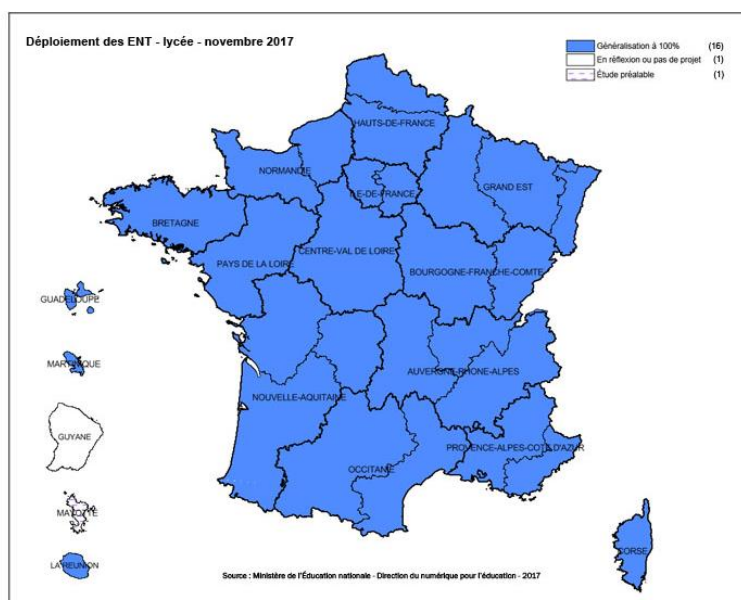 Déploiement des ENT - lycée - novembre 2017
Généralisation à 100% (16)
En rèflexion ou pas de projet (1)
Étude préalable (1)
HAUTS-DE-FRANCE
NORMANDIE
ILE-DE-FRANCE
GRAND EST
BRETAGNE
PAYS DE LA LOIRE
CENTRE-VAL DE LOIRE
BOURGOGNE-FRANCHE-COMTE
GUADELOUPE
MARTINIQUE
AUVERGNE-RHONE-ALPES
NOUVELLE-AQUITAINE
GUYANE
PROVENCE-ALPES-COTE D'AZUR
OCCITANIE
MAYOTTE
CORSE
LA REUNION
Source : Ministère de l'Éducation nationale - Direction du numérique pour l'éducation - 2017